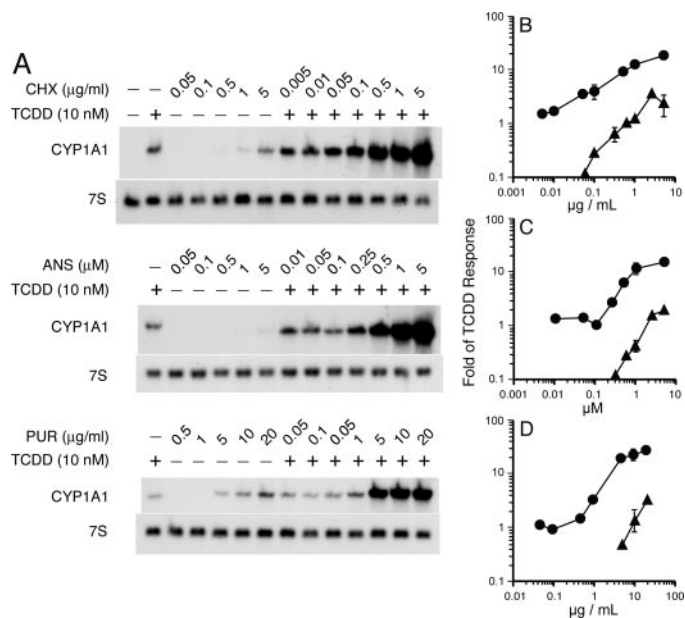 A
CHX (µg/ml) – – 0.05 0.1 0.5 1 5 0.005 0.01 0.05 0.1 0.5 1 5
TCDD (10 nM) – + – – – – – + + + + + + +
CYP1A1
7S
ANS (µM) – 0.05 0.1 0.5 1 5 0.01 0.05 0.1 0.25 0.5 1 5
TCDD (10 nM) + – – – – – + + + + + + +
CYP1A1
7S
PUR (µg/ml) – 0.5 1 5 10 20 0.05 0.1 0.05 1 5 10 20
TCDD (10 nM) + – – – – – + + + + + + +
CYP1A1
7S
Fold of TCDD Response
B
100
10
1
0.1
0.001 0.01 0.1 1 10
µg / mL
C
100
10
1
0.1
0.001 0.01 0.1 1 10
µM
D
100
10
1
0.1
0.01 0.1 1 10 100
µg / mL